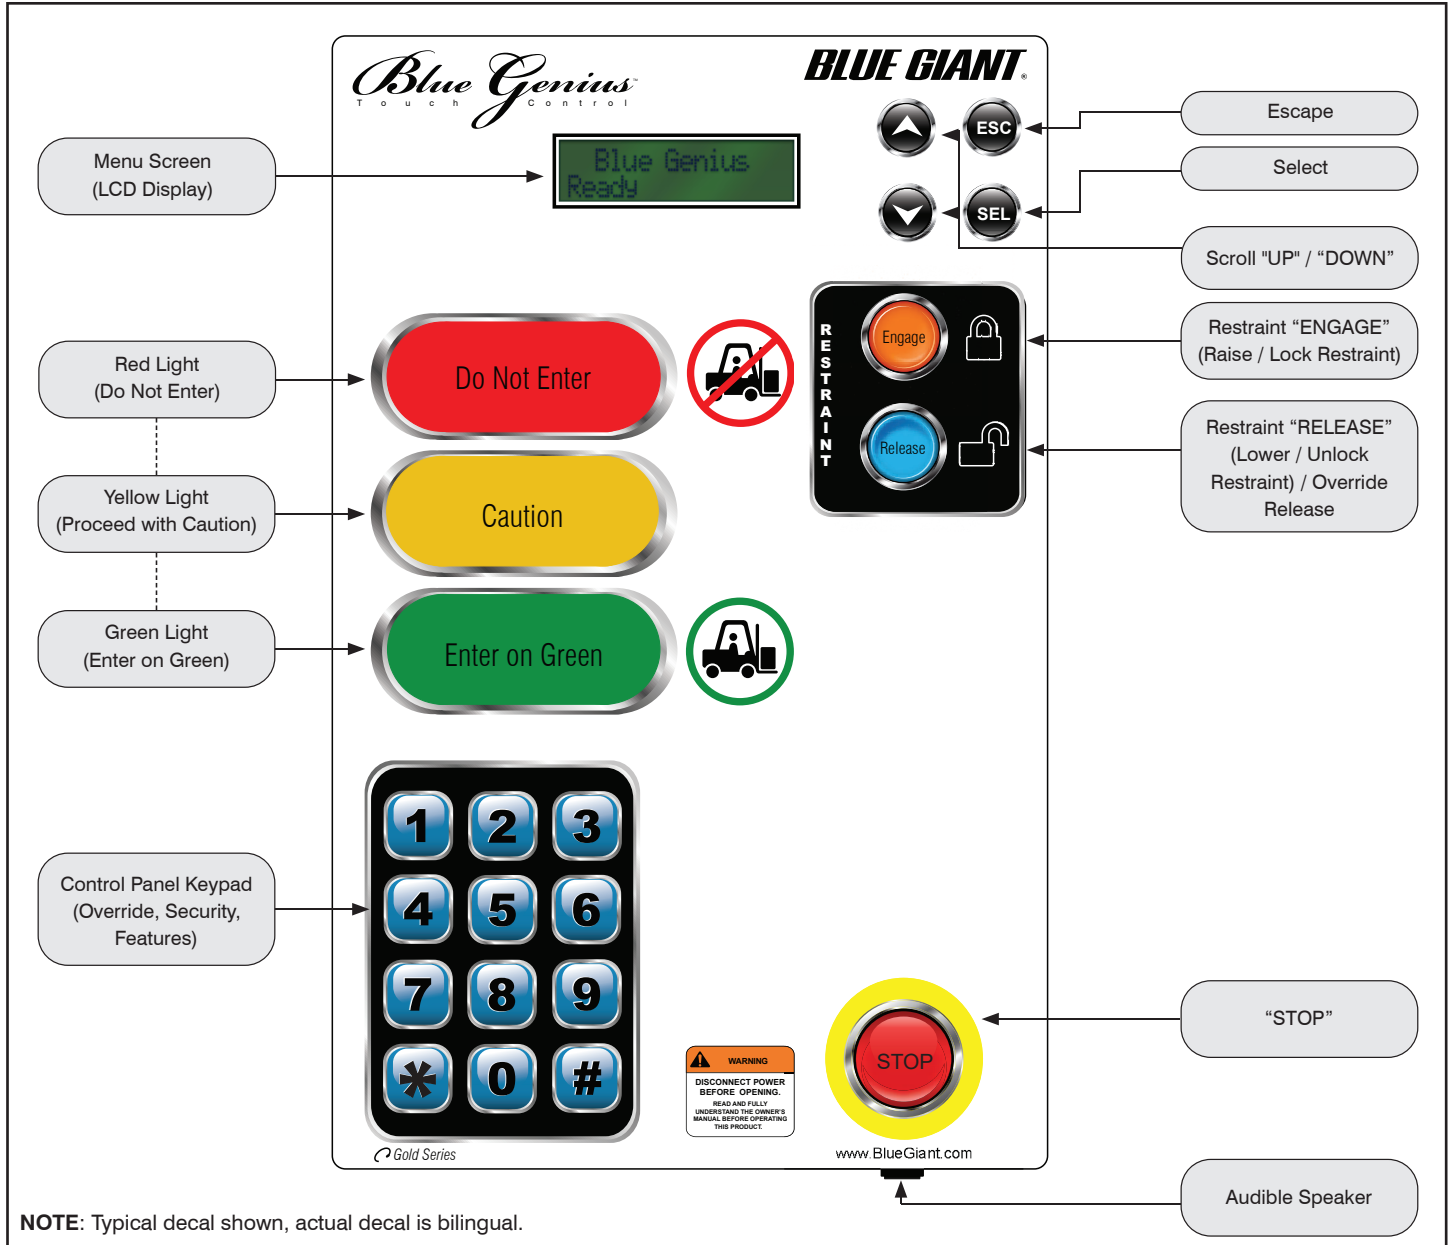 Blue Genius™
Touch Control
BLUE GIANT®
Blue Genius
Ready
ESC
SEL
Menu Screen
(LCD Display)
Escape
Select
Scroll "UP" / “DOWN”
RESTRAINT
Engage
Release
Restraint “ENGAGE”
(Raise / Lock Restraint)
Restraint “RELEASE”
(Lower / Unlock
Restraint) / Override
Release
Red Light
(Do Not Enter)
Do Not Enter
Yellow Light
(Proceed with Caution)
Caution
Green Light
(Enter on Green)
Enter on Green
Control Panel Keypad
(Override, Security,
Features)
1 2 3
4 5 6
7 8 9
* 0 #
WARNING
DISCONNECT POWER
BEFORE OPENING.
READ AND FULLY
UNDERSTAND THE OWNER'S
MANUAL BEFORE OPERATING
THIS PRODUCT.
STOP
“STOP”
Gold Series
www.BlueGiant.com
Audible Speaker
NOTE: Typical decal shown, actual decal is bilingual.